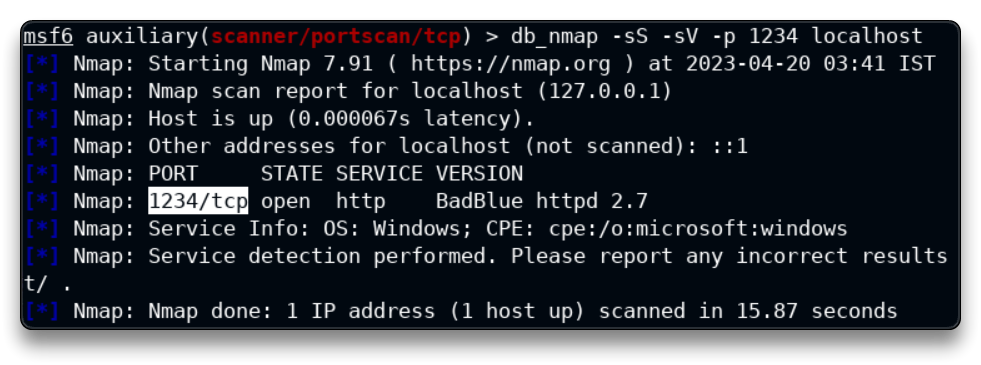 msf6 auxiliary(scanner/portscan/tcp) > db_nmap -sS -sV -p 1234 localhost
[*] Nmap: Starting Nmap 7.91 ( https://nmap.org ) at 2023-04-20 03:41 IST
[*] Nmap: Nmap scan report for localhost (127.0.0.1)
[*] Nmap: Host is up (0.000067s latency).
[*] Nmap: Other addresses for localhost (not scanned): ::1
[*] Nmap: PORT     STATE SERVICE VERSION
[*] Nmap: 1234/tcp open  http    BadBlue httpd 2.7
[*] Nmap: Service Info: OS: Windows; CPE: cpe:/o:microsoft:windows
[*] Nmap: Service detection performed. Please report any incorrect results
t/ .
[*] Nmap: Nmap done: 1 IP address (1 host up) scanned in 15.87 seconds